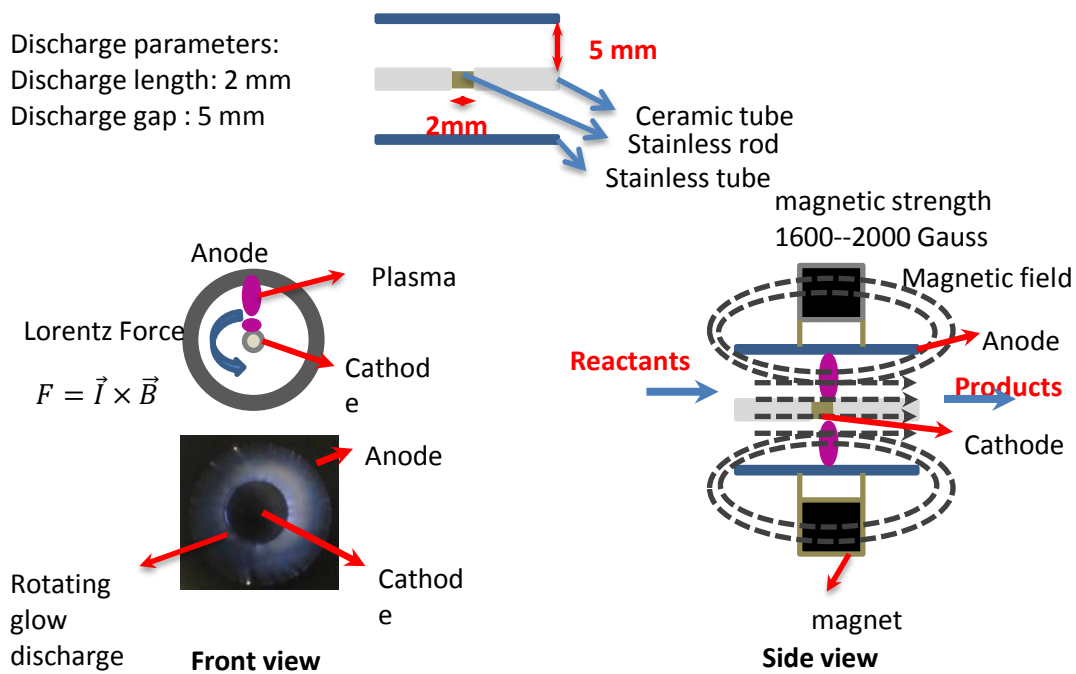 Discharge parameters:
Discharge length: 2 mm
Discharge gap : 5 mm
5 mm
2mm
Ceramic tube
Stainless rod
Stainless tube
magnetic strength
1600--2000 Gauss
Magnetic field
Anode
Reactants
Products
Cathode
magnet
Side view
Anode
Plasma
Lorentz Force
F = I⃗ × B⃗
Cathod
e
Anode
Cathod
e
Rotating
glow
discharge
Front view